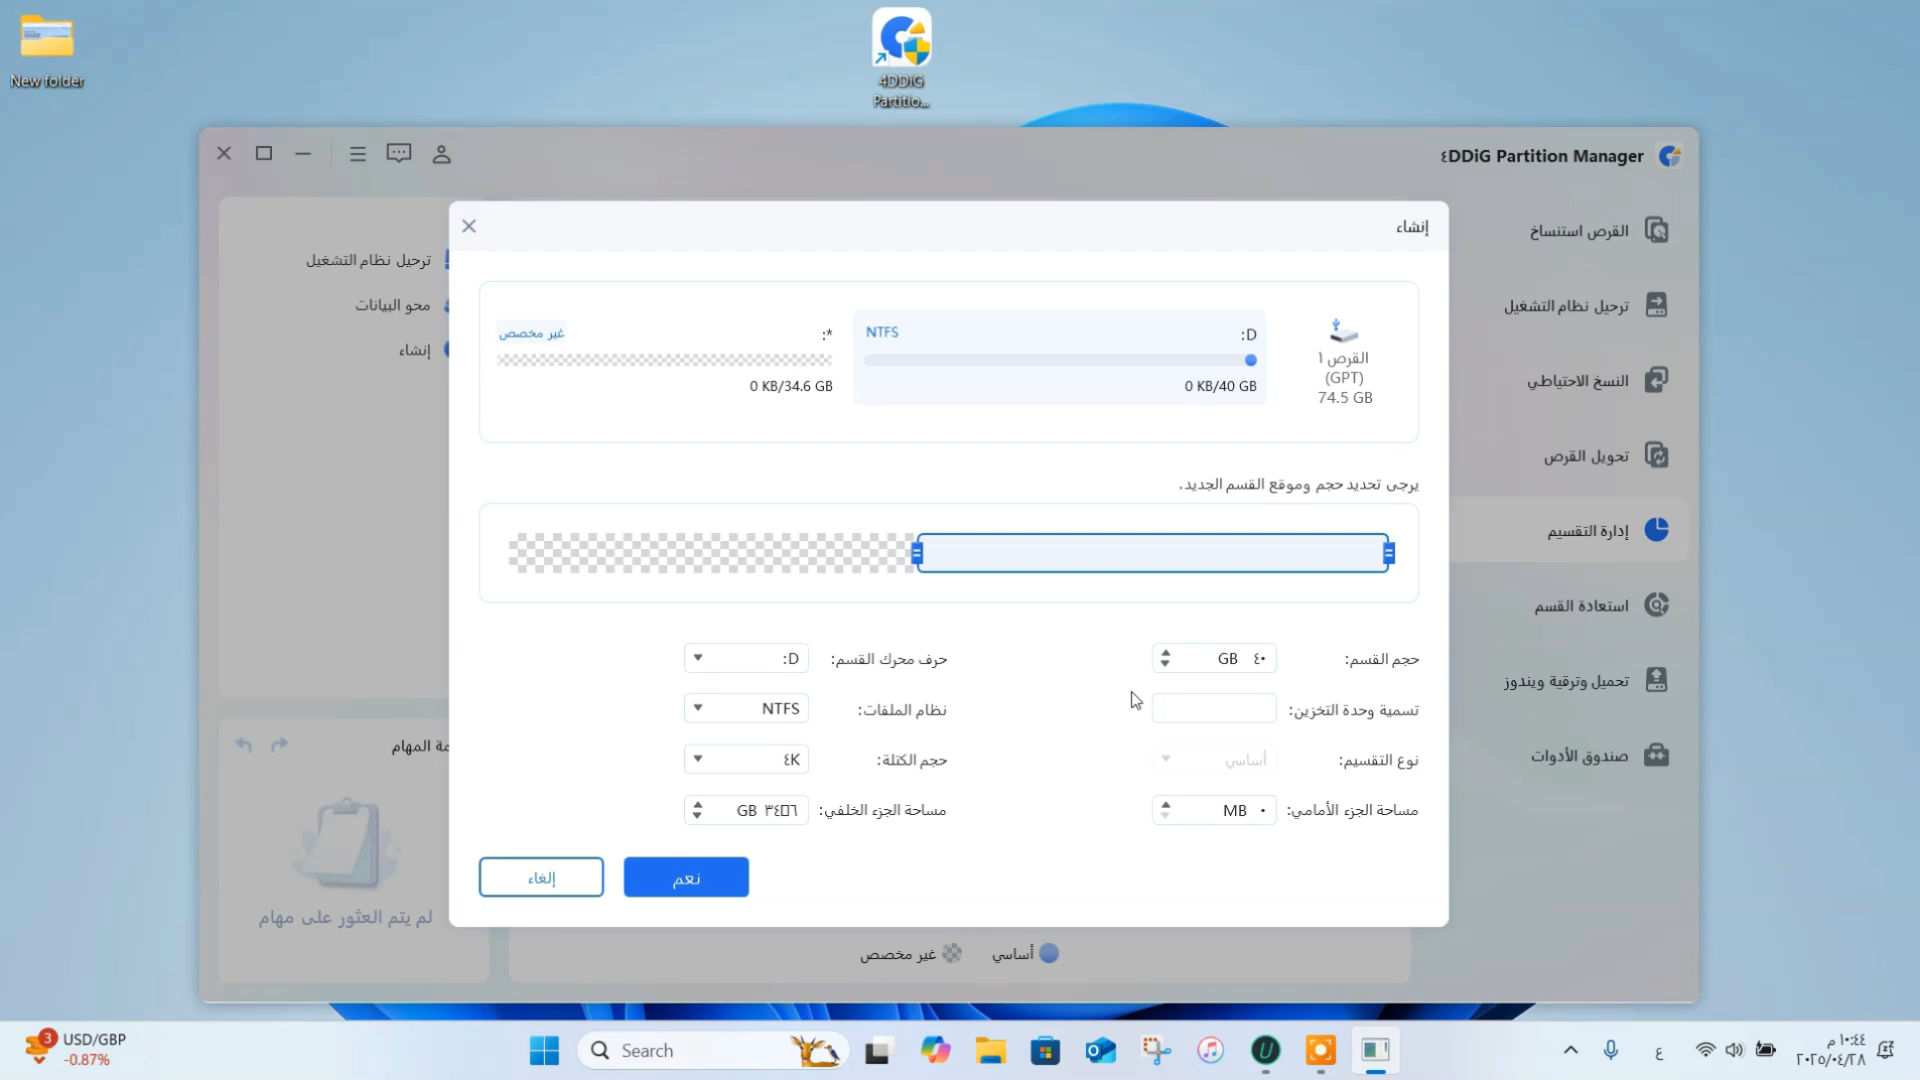 New folder
4DDiG
Partitio...
٤DDiG Partition Manager
القرص استنساخ
ترحيل نظام التشغيل
النسخ الاحتياطي
تحويل القرص
إدارة التقسيم
استعادة القسم
تحميل وترقية ويندوز
صندوق الأدوات
ترحيل نظام التشغيل
محو البيانات
إنشاء
مة المهام
لم يتم العثور على مهام
إنشاء
القرص ١
(GPT)
74.5 GB
D:
NTFS
0 KB/40 GB
*:
غير مخصص
0 KB/34.6 GB
يرجى تحديد حجم وموقع القسم الجديد.
حجم القسم:
٤٠ GB
حرف محرك القسم:
D:
تسمية وحدة التخزين:
نظام الملفات:
NTFS
نوع التقسيم:
أساسي
حجم الكتلة:
٤K
مساحة الجزء الأمامي:
٠ MB
مساحة الجزء الخلفي:
٣٤□٦ GB
نعم
إلغاء
أساسي
غير مخصص
3
USD/GBP
-0.87%
Search
ع
١٠:٤٤ م
٢٠٢٥/٠٤/٢٨